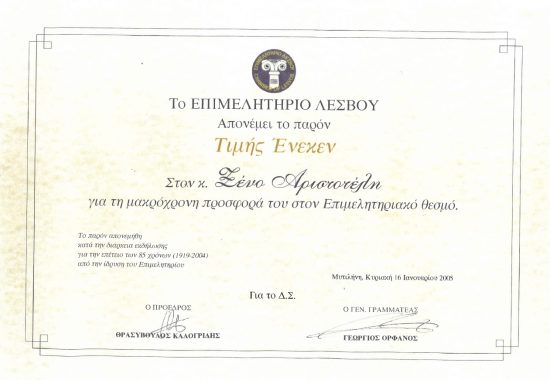 Το ΕΠΙΜΕΛΗΤΗΡΙΟ ΛΕΣΒΟΥ
Απονέμει το παρόν
Τιμής Ένεκεν
Στον κ. Ξένο Αριστοτέλη
για τη μακρόχρονη προσφορά του στον Επιμελητηριακό θεσμό.
Το παρόν απονεμήθη
κατά την διάρκεια εκδήλωσης
για την επέτειο των 85 χρόνων (1919-2004)
από την ίδρυση του Επιμελητηρίου
Μυτιλήνη, Κυριακή 16 Ιανουαρίου 2005
Για το Δ.Σ.
Ο ΠΡΟΕΔΡΟΣ
Ο ΓΕΝ. ΓΡΑΜΜΑΤΕΑΣ
ΘΡΑΣΥΒΟΥΛΟΣ ΚΑΛΟΓΡΙΔΗΣ
ΓΕΩΡΓΙΟΣ ΟΡΦΑΝΟΣ